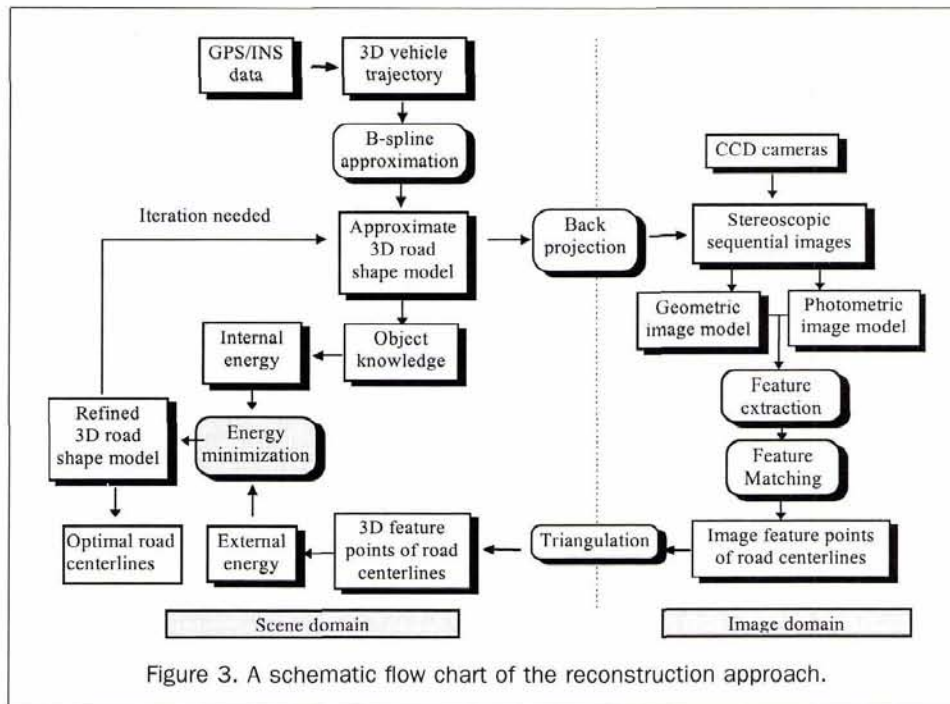 GPS/INS
data
3D vehicle
trajectory
B-spline
approximation
CCD cameras
Iteration needed
Approximate
3D road
shape model
Back
projection
Stereoscopic
sequential images
Geometric
image model
Photometric
image model
Internal
energy
Object
knowledge
Feature
extraction
Refined
3D road
shape model
Energy
minimization
Feature
Matching
Optimal road
centerlines
External
energy
3D feature
points of road
centerlines
Triangulation
Image feature points
of road centerlines
Scene domain
Image domain
Figure 3. A schematic flow chart of the reconstruction approach.